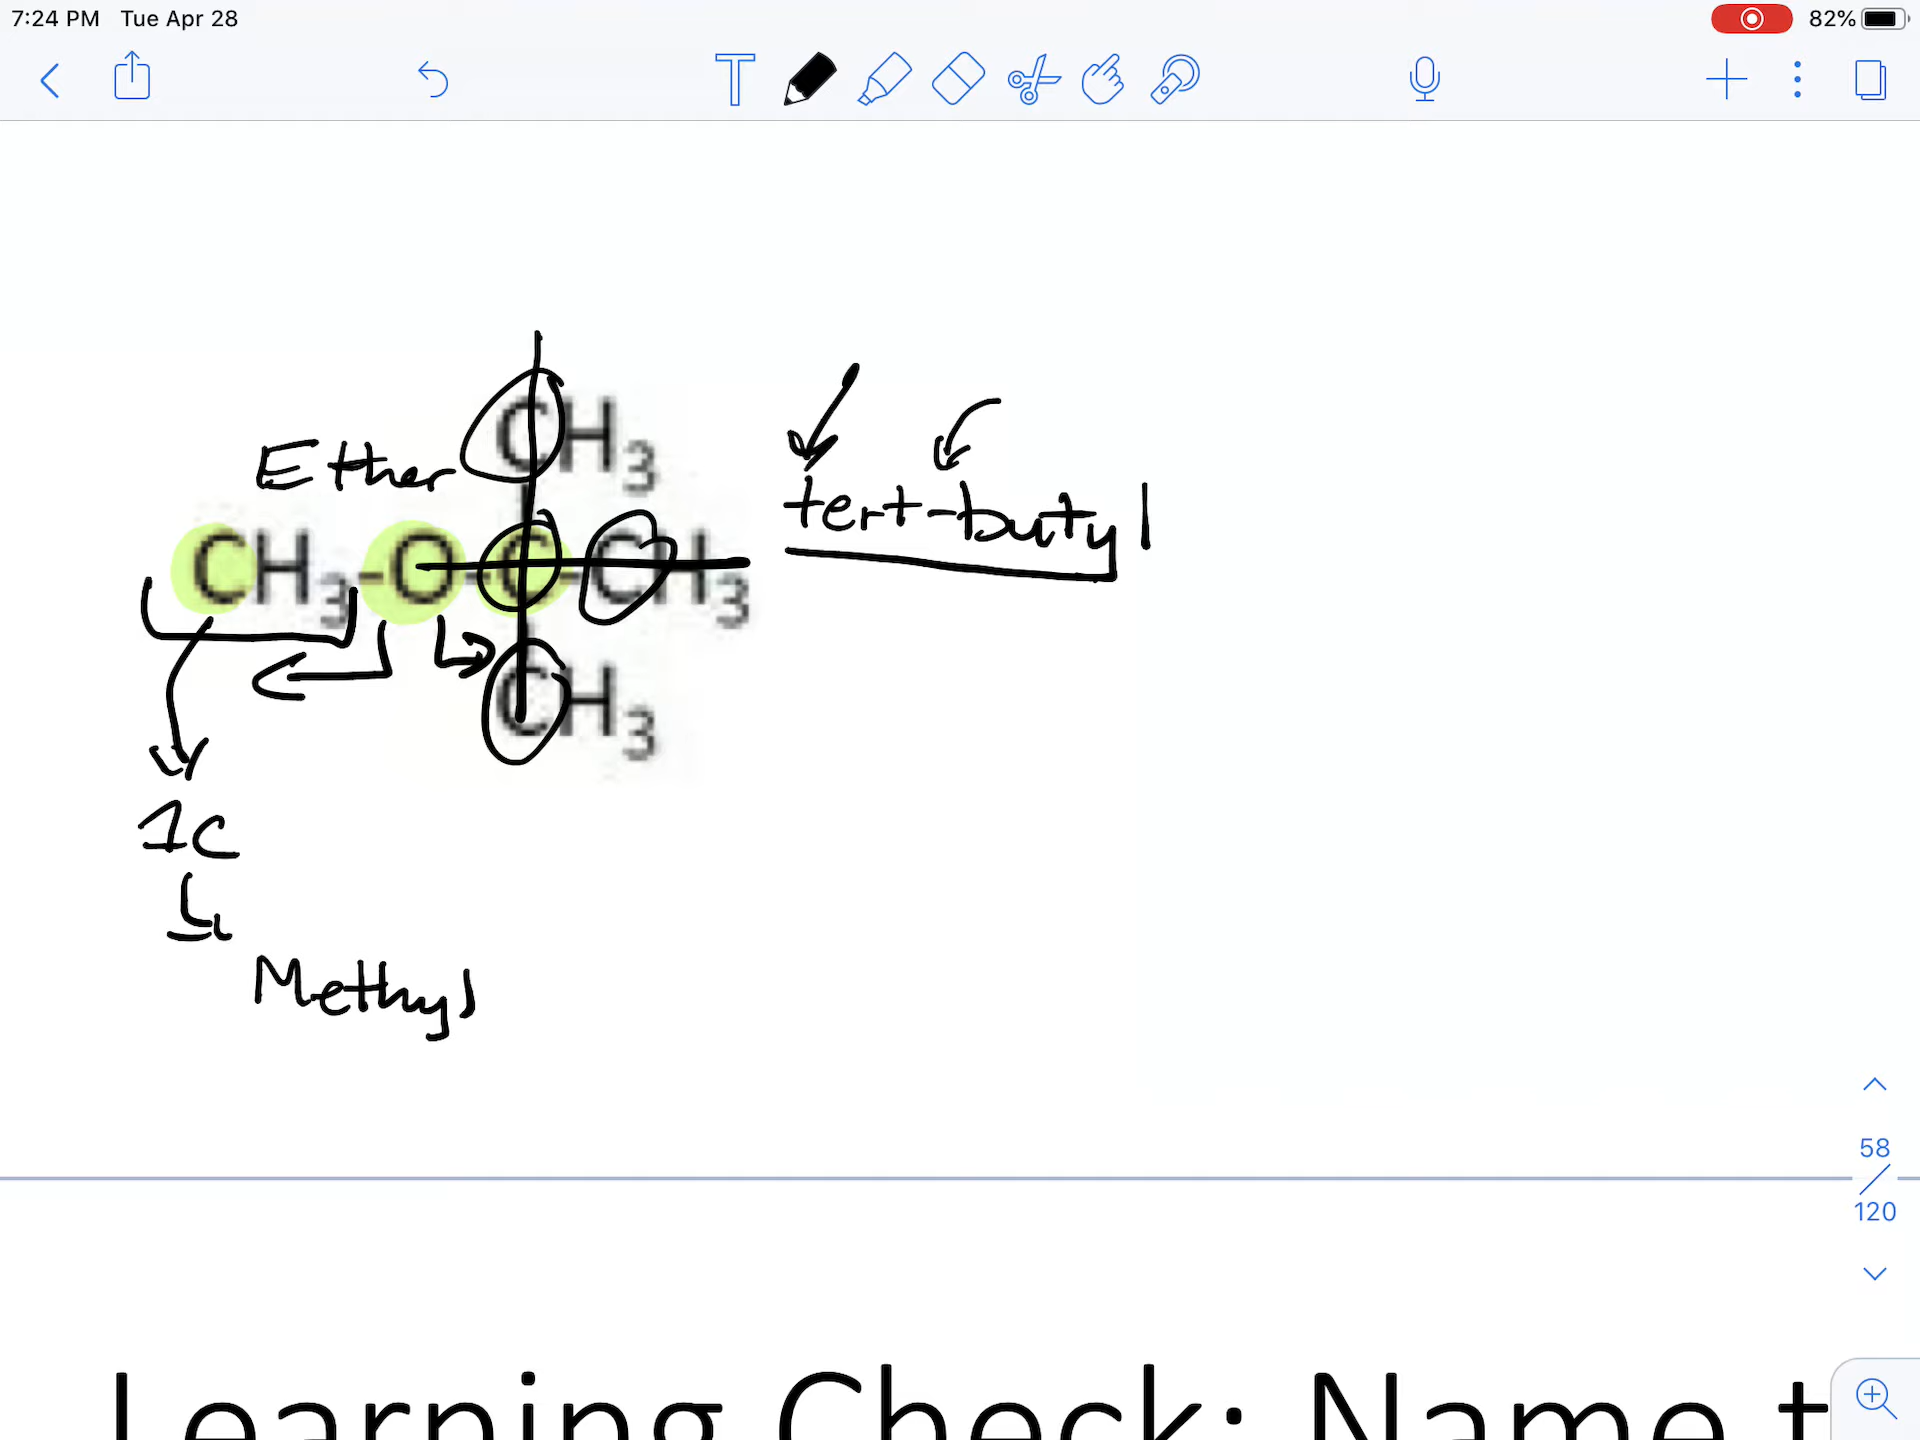 7:24 PM Tue Apr 28
82%
T
CH3
Ether
tert-butyl
CH3-O-C-CH3
CH3
1C
Methyl
58
120
Learning Check: Name t